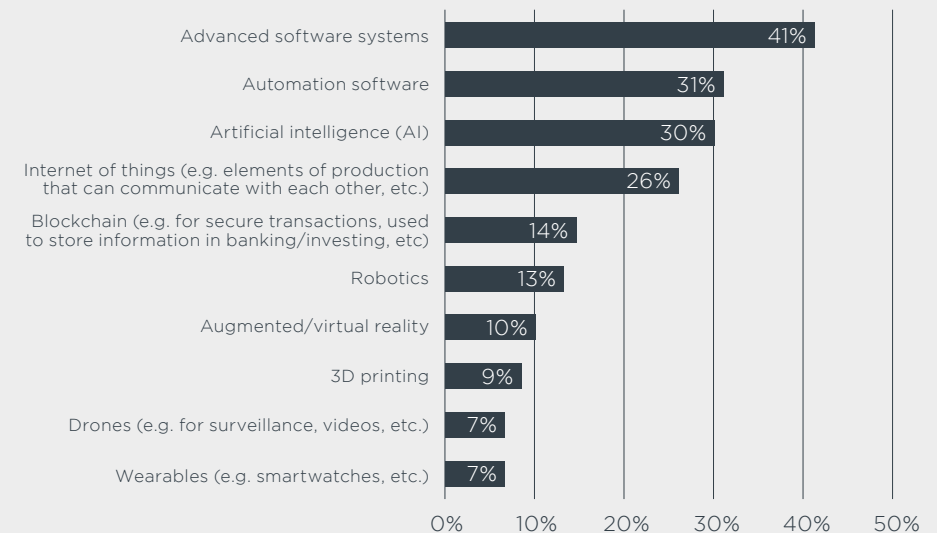 Advanced software systems 41%
Automation software 31%
Artificial intelligence (AI) 30%
Internet of things (e.g. elements of production
that can communicate with each other, etc.) 26%
Blockchain (e.g. for secure transactions, used
to store information in banking/investing, etc) 14%
Robotics 13%
Augmented/virtual reality 10%
3D printing 9%
Drones (e.g. for surveillance, videos, etc.) 7%
Wearables (e.g. smartwatches, etc.) 7%
0% 10% 20% 30% 40% 50%